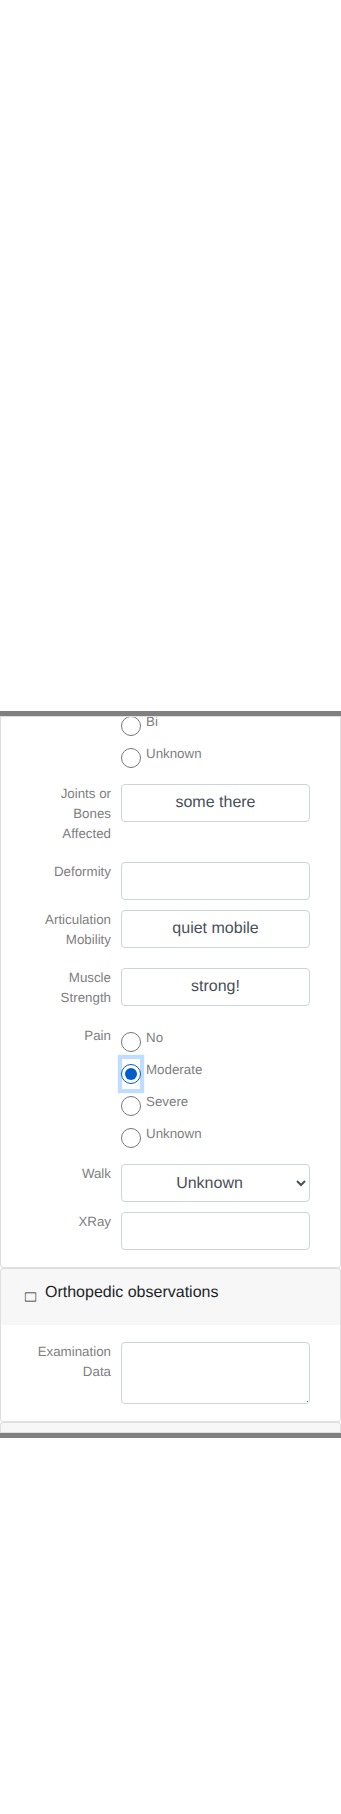 Bi
Unknown
Joints or
Bones
Affected
some there
Deformity
Articulation
Mobility
quiet mobile
Muscle
Strength
strong!
Pain
No
Moderate
Severe
Unknown
Walk
Unknown
XRay
Orthopedic observations
Examination
Data